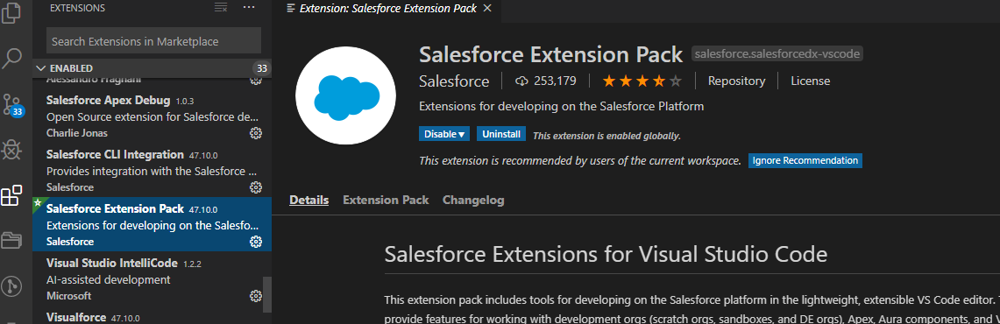 EXTENSIONS
Search Extensions in Marketplace
ENABLED 33
Alessandro Fragnani
Salesforce Apex Debug 1.0.3
Open Source extension for Salesforce de...
Charlie Jonas
33
Salesforce CLI Integration 47.10.0
Provides integration with the Salesforce ...
Salesforce
Salesforce Extension Pack 47.10.0
Extensions for developing on the Salesfo...
Salesforce
Visual Studio IntelliCode 1.2.2
AI-assisted development
Microsoft
Visualforce 47.10.0
Extension: Salesforce Extension Pack
Salesforce Extension Pack salesforce.salesforcedx-vscode
Salesforce 253,179 Repository License
Extensions for developing on the Salesforce Platform
Disable Uninstall This extension is enabled globally.
This extension is recommended by users of the current workspace. Ignore Recommendation
Details Extension Pack Changelog
Salesforce Extensions for Visual Studio Code
This extension pack includes tools for developing on the Salesforce platform in the lightweight, extensible VS Code editor.
provide features for working with development orgs (scratch orgs, sandboxes, and DE orgs), Apex, Aura components, and